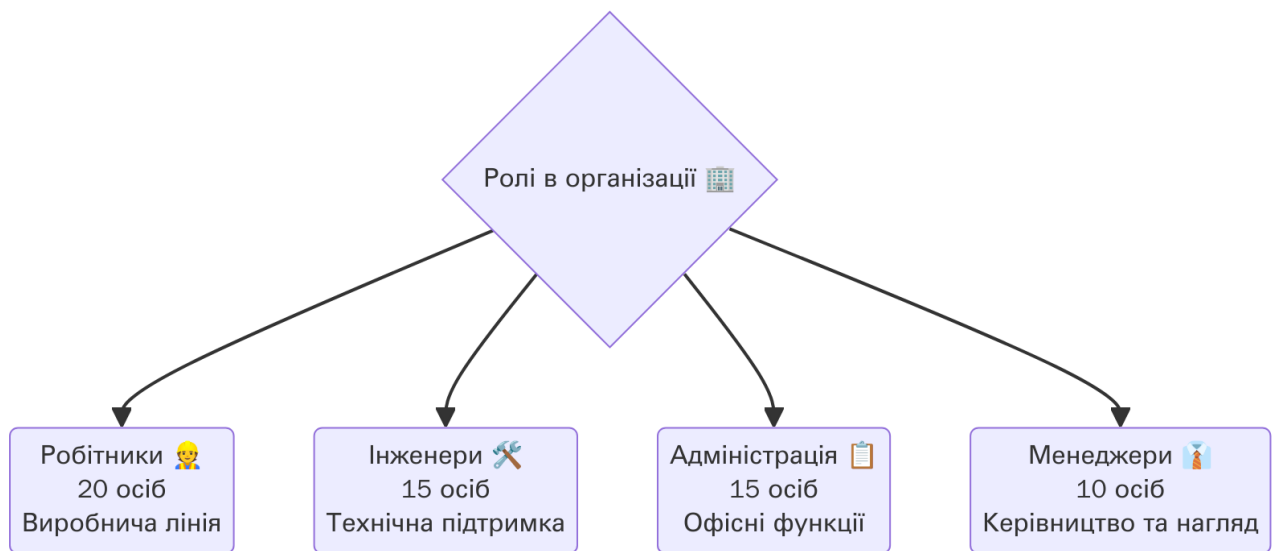 Ролі в організації 🏢
Робітники 👷
20 осіб
Виробнича лінія
Інженери 🛠️
15 осіб
Технічна підтримка
Адміністрація 📋
15 осіб
Офісні функції
Менеджери 👔
10 осіб
Керівництво та нагляд